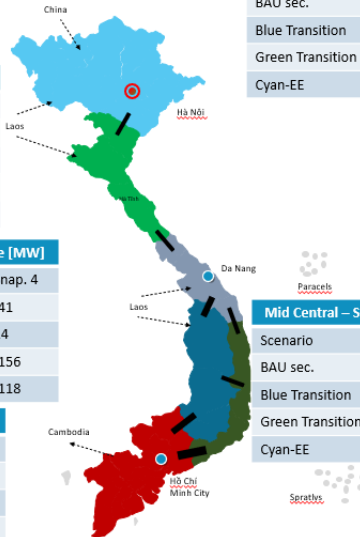 BAU sec.
Blue Transition
Green Transition
Cyan-EE
China
Hà Nội
Laos
Hà Tĩnh
e [MW]
nap. 4
41
4
156
118
Da Nang
Paracels
Laos
Mid Central – S
Scenario
BAU sec.
Blue Transition
Green Transition
Cyan-EE
Cambodia
Hồ Chí
Minh City
Spratlys